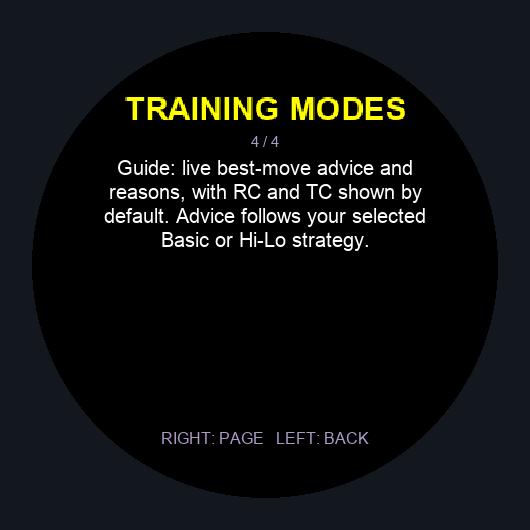 TRAINING MODES
4 / 4
Guide: live best-move advice and
reasons, with RC and TC shown by
default. Advice follows your selected
Basic or Hi-Lo strategy.
RIGHT: PAGE LEFT: BACK